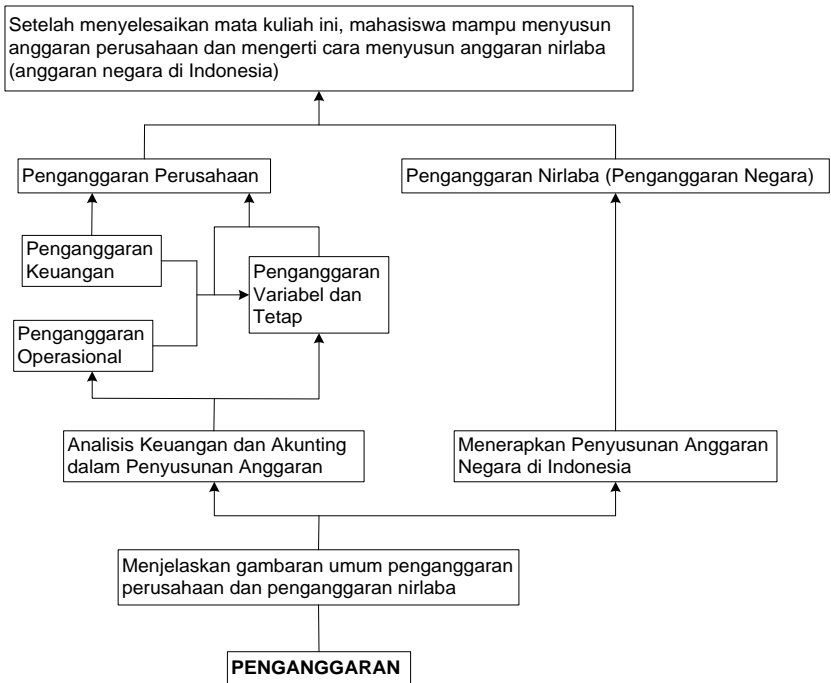 Setelah menyelesaikan mata kuliah ini, mahasiswa mampu menyusun
anggaran perusahaan dan mengerti cara menyusun anggaran nirlaba
(anggaran negara di Indonesia)
Penganggaran Perusahaan
Penganggaran Nirlaba (Penganggaran Negara)
Penganggaran
Keuangan
Penganggaran
Variabel dan
Tetap
Penganggaran
Operasional
Analisis Keuangan dan Akunting
dalam Penyusunan Anggaran
Menerapkan Penyusunan Anggaran
Negara di Indonesia
Menjelaskan gambaran umum penganggaran
perusahaan dan penganggaran nirlaba
PENGANGGARAN